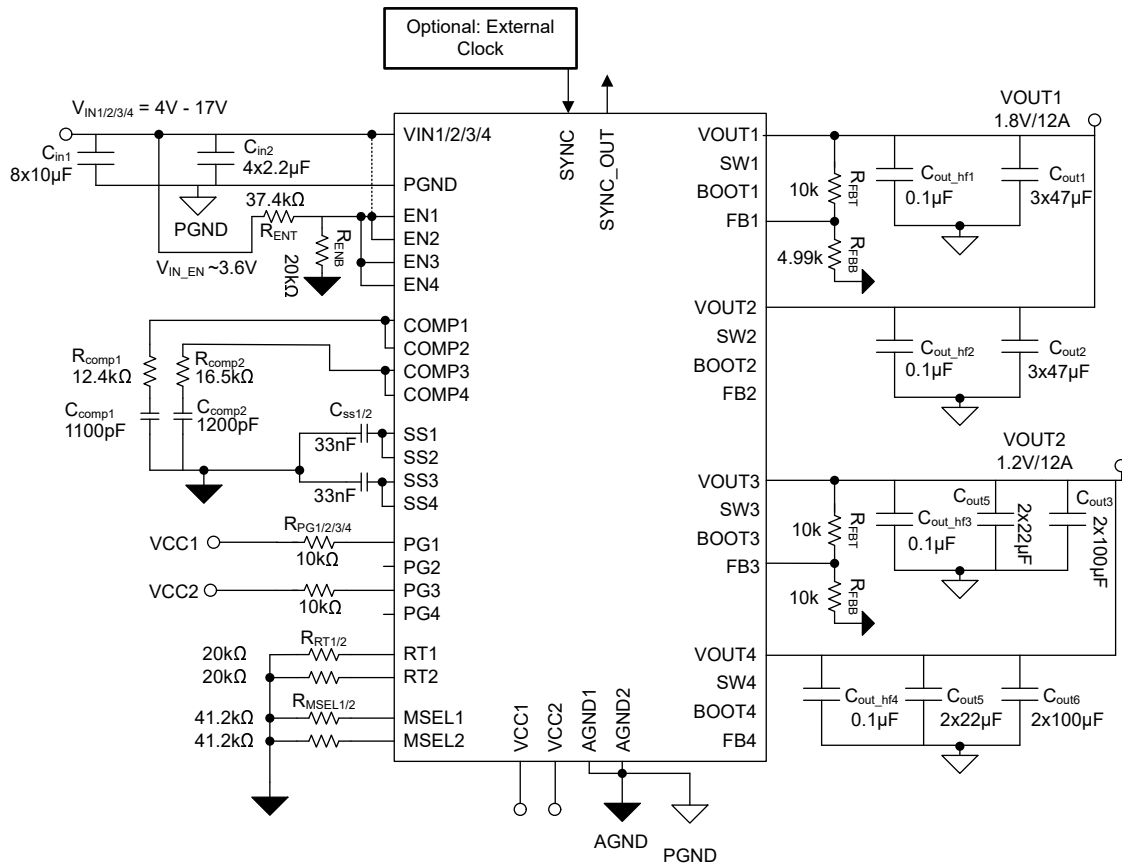 Optional: External
Clock
VIN1/2/3/4 = 4V - 17V
Cin1
8x10µF
Cin2
4x2.2µF
PGND
37.4kΩ
RENT
RENB
20kΩ
VIN_EN ~3.6V
Rcomp1
12.4kΩ
Rcomp2
16.5kΩ
Ccomp1
1100pF
Ccomp2
1200pF
Css1/2
33nF
33nF
RPG1/2/3/4
VCC1
10kΩ
VCC2
10kΩ
RRT1/2
20kΩ
20kΩ
RMSEL1/2
41.2kΩ
41.2kΩ
VIN1/2/3/4
PGND
EN1
EN2
EN3
EN4
COMP1
COMP2
COMP3
COMP4
SS1
SS2
SS3
SS4
PG1
PG2
PG3
PG4
RT1
RT2
MSEL1
MSEL2
SYNC
SYNC_OUT
VCC1
VCC2
AGND1
AGND2
AGND
PGND
VOUT1
SW1
BOOT1
FB1
VOUT2
SW2
BOOT2
FB2
VOUT3
SW3
BOOT3
FB3
VOUT4
SW4
BOOT4
FB4
VOUT1
1.8V/12A
10k
RFBT
4.99k
RFBB
Cout_hf1
0.1µF
Cout1
3x47µF
Cout_hf2
0.1µF
Cout2
3x47µF
VOUT2
1.2V/12A
10k
RFBT
10k
RFBB
Cout_hf3
0.1µF
Cout5
2x22µF
Cout3
2x100µF
Cout_hf4
0.1µF
Cout5
2x22µF
Cout6
2x100µF